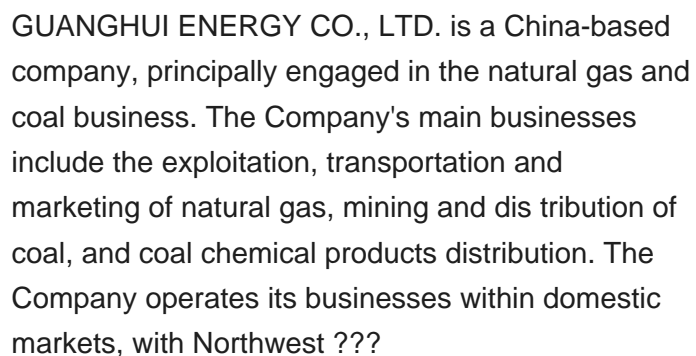 GUANGHUI ENERGY CO., LTD. is a China-based
company, principally engaged in the natural gas and
coal business. The Company's main businesses
include the exploitation, transportation and
marketing of natural gas, mining and dis tribution of
coal, and coal chemical products distribution. The
Company operates its businesses within domestic
markets, with Northwest ???